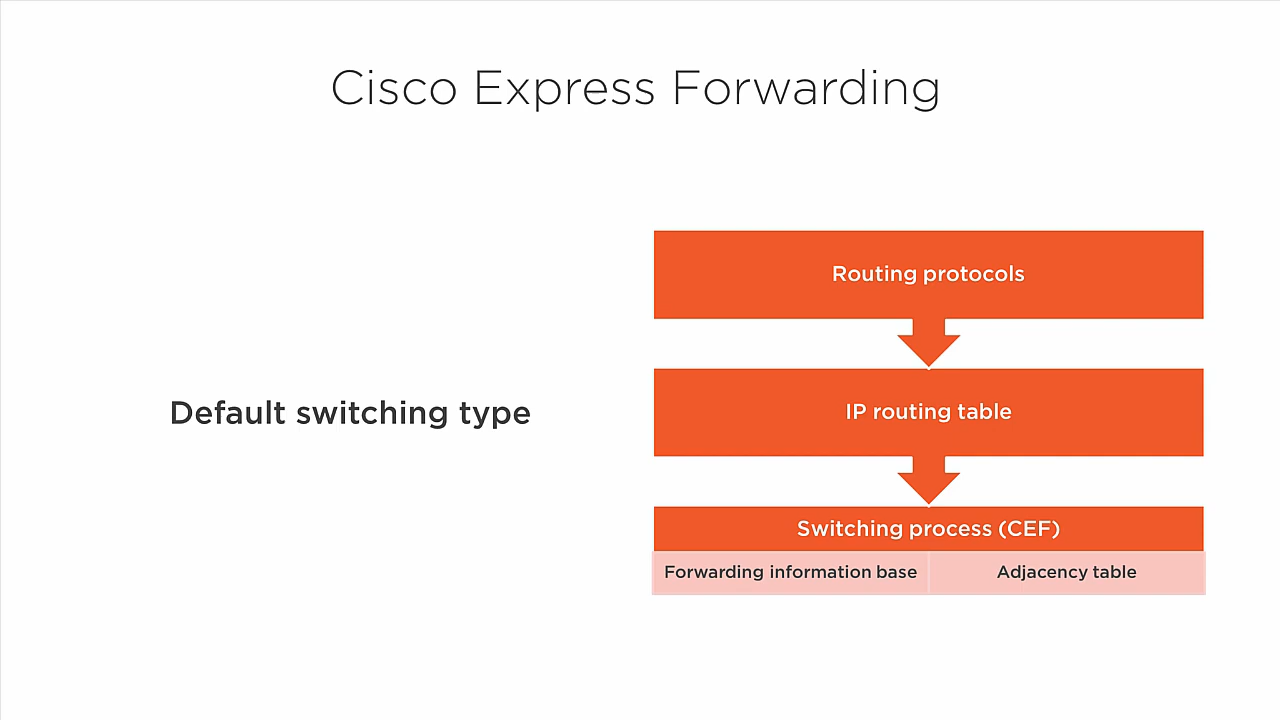 Cisco Express Forwarding
Default switching type
Routing protocols
IP routing table
Switching process (CEF)
Forwarding information base
Adjacency table